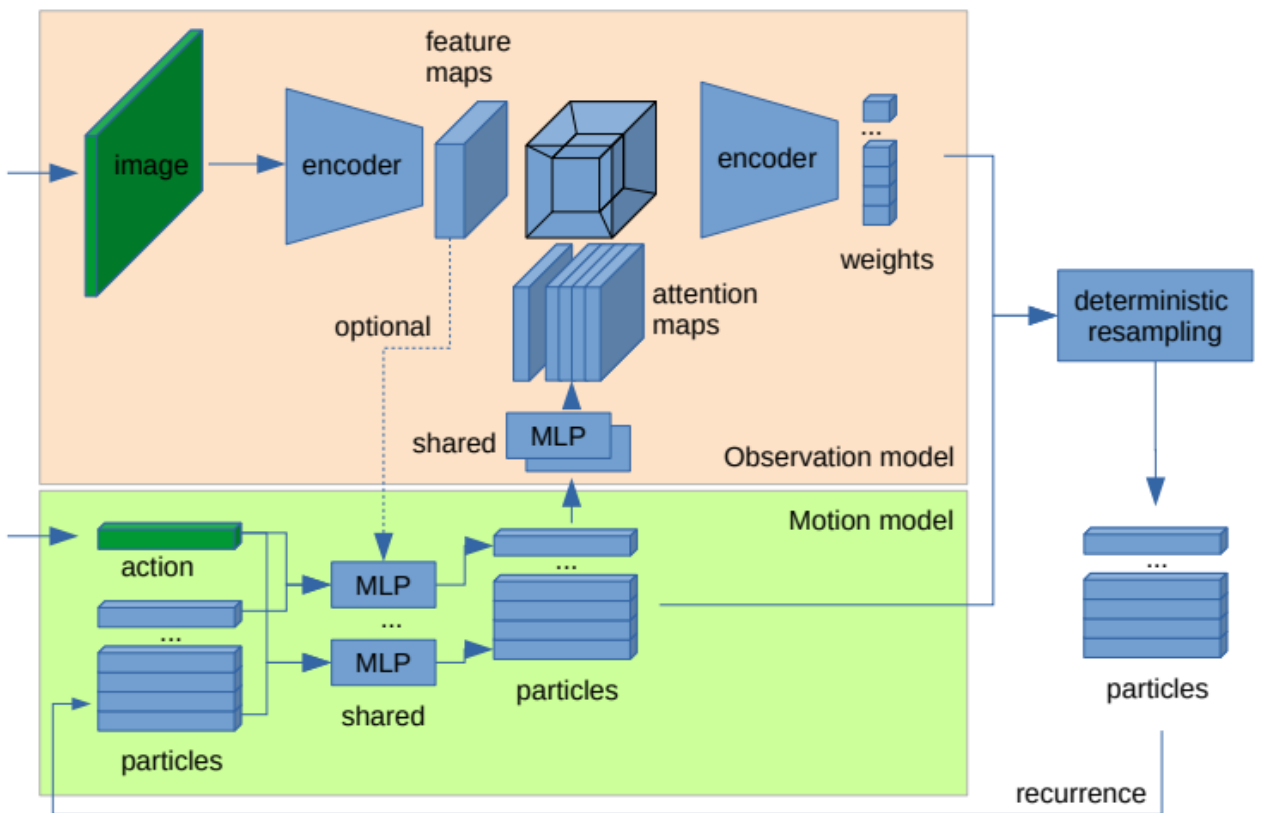 feature
maps
image
encoder
encoder
...
weights
optional
attention
maps
deterministic
resampling
shared
MLP
Observation model
Motion model
action
MLP
...
...
...
...
MLP
shared
particles
particles
particles
recurrence